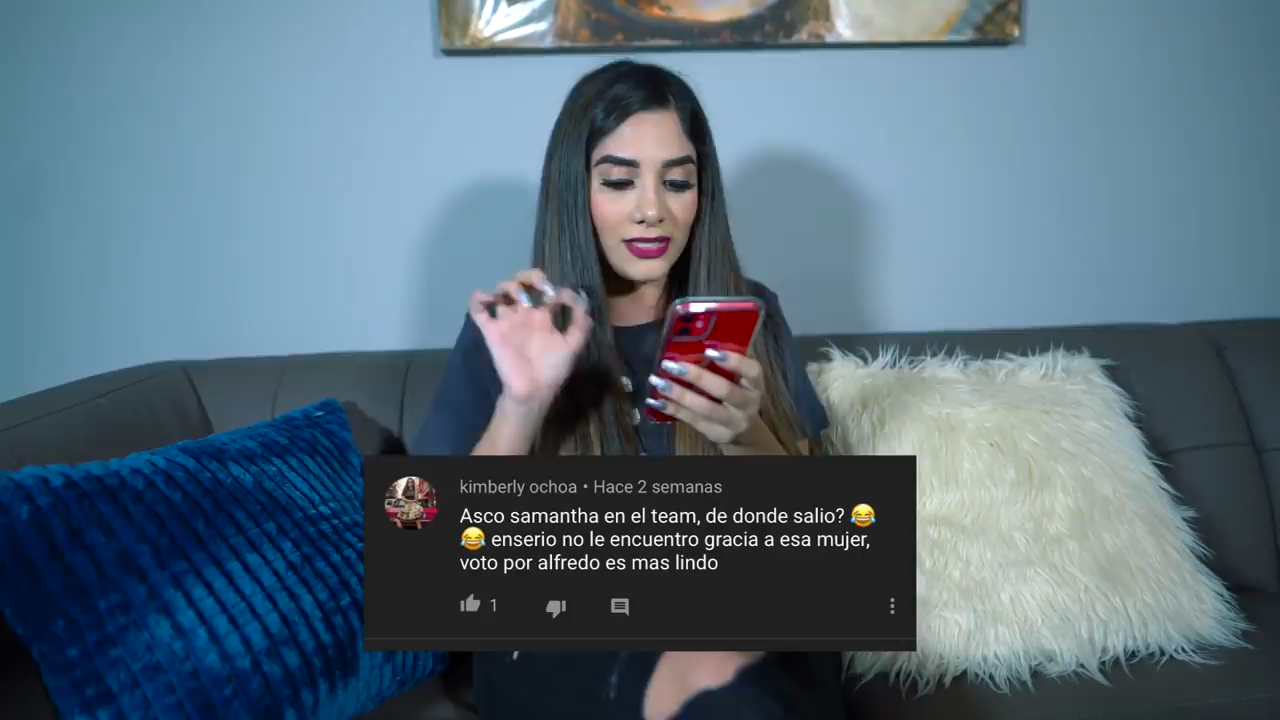 kimberly ochoa • Hace 2 semanas
Asco samantha en el team, de donde salio? 😂
😂 enserio no le encuentro gracia a esa mujer,
voto por alfredo es mas lindo
1